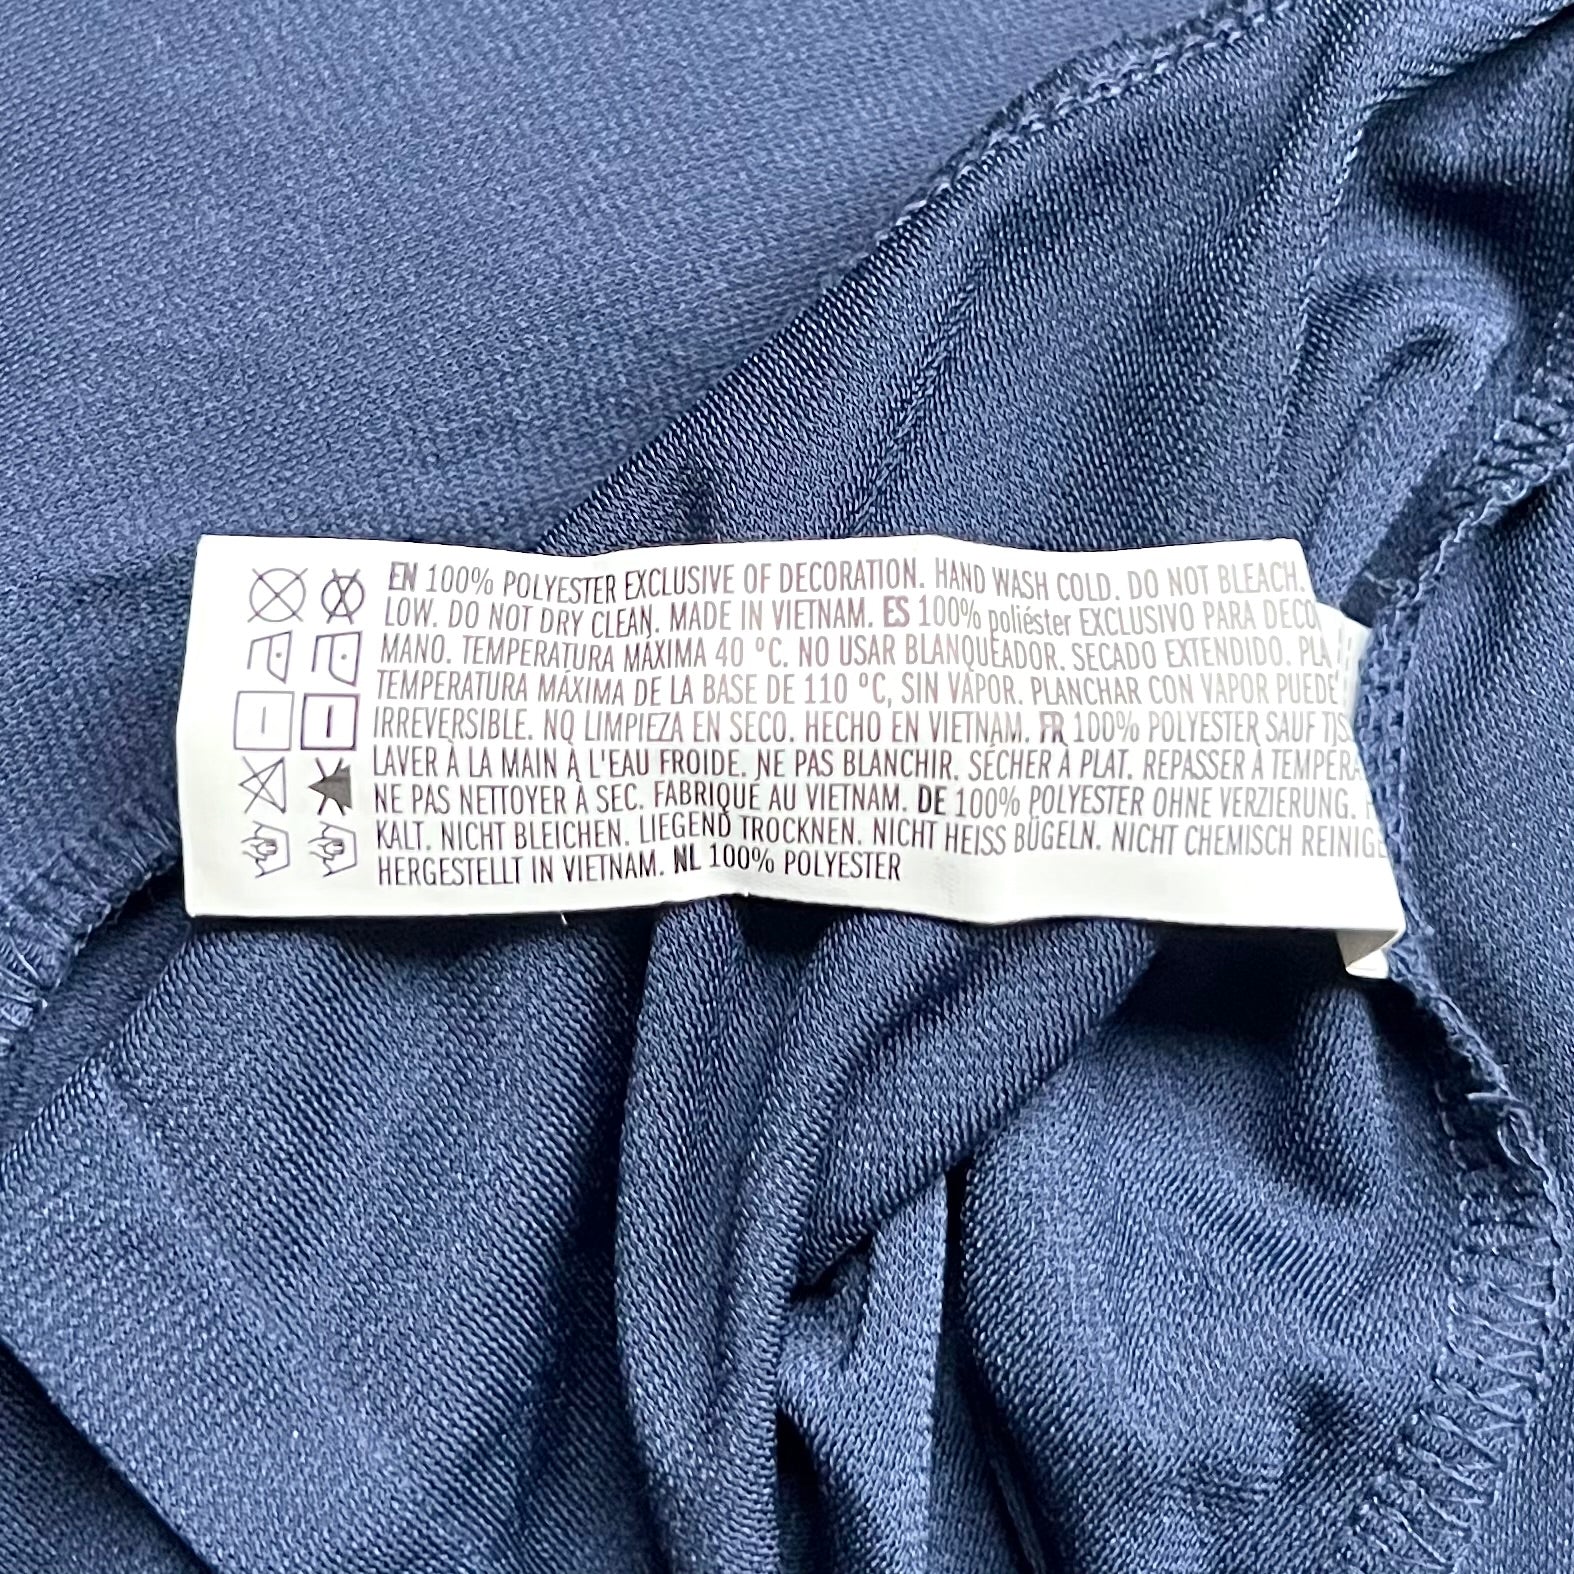 EN 100% POLYESTER EXCLUSIVE OF DECORATION. HAND WASH COLD. DO NOT BLEACH.
LOW. DO NOT DRY CLEAN. MADE IN VIETNAM. ES 100% poliéster EXCLUSIVO PARA DECO
MANO. TEMPERATURA MÁXIMA 40 °C. NO USAR BLANQUEADOR. SECADO EXTENDIDO. PLA
TEMPERATURA MÁXIMA DE LA BASE DE 110 °C, SIN VAPOR. PLANCHAR CON VAPOR PUEDE
IRREVERSIBLE. NO LIMPIEZA EN SECO. HECHO EN VIETNAM. FR 100% POLYESTER SAUF TIS
LAVER À LA MAIN À L'EAU FROIDE. NE PAS BLANCHIR. SÉCHER À PLAT. REPASSER À TEMPÉRA
NE PAS NETTOYER À SEC. FABRIQUÉ AU VIETNAM. DE 100% POLYESTER OHNE VERZIERUNG.
KALT. NICHT BLEICHEN. LIEGEND TROCKNEN. NICHT HEISS BÜGELN. NICHT CHEMISCH REINIGE
HERGESTELLT IN VIETNAM. NL 100% POLYESTER